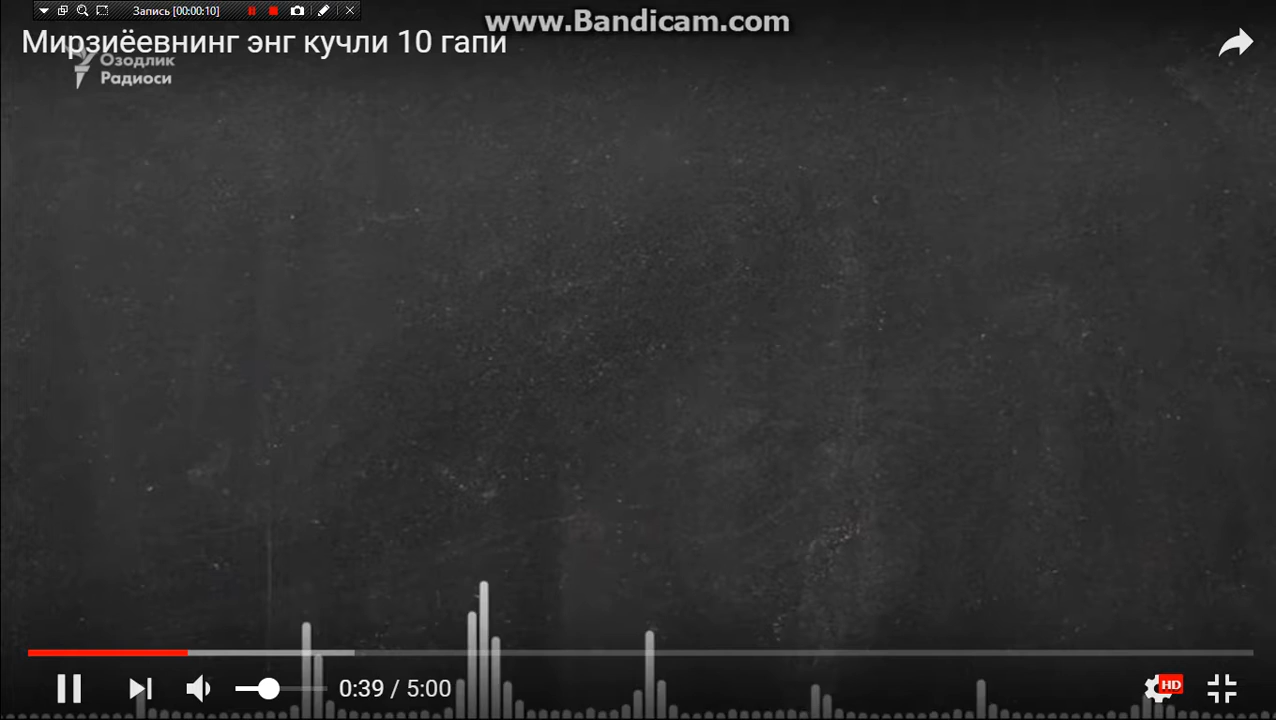 Запись [00:00:10]
www.Bandicam.com
Мирзиёевнинг энг кучли 10 гапи
Озодлик
Радиоси
0:39 / 5:00
HD